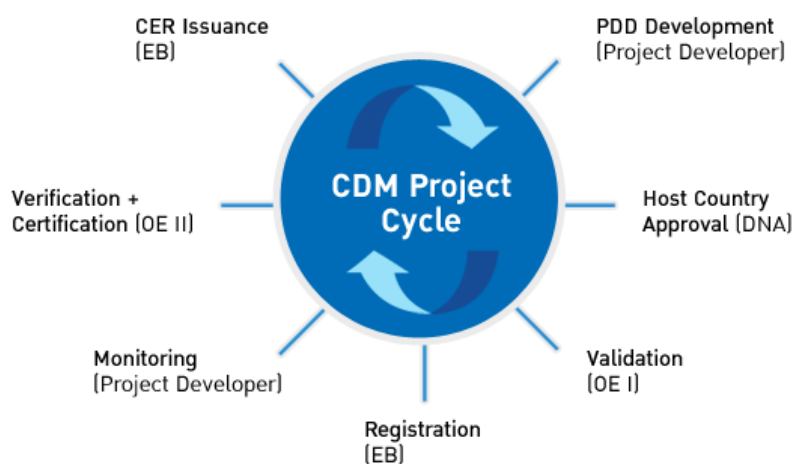 CER Issuance
(EB)
PDD Development
(Project Developer)
CDM Project
Cycle
Verification +
Certification (OE II)
Host Country
Approval (DNA)
Monitoring
(Project Developer)
Validation
(OE I)
Registration
(EB)